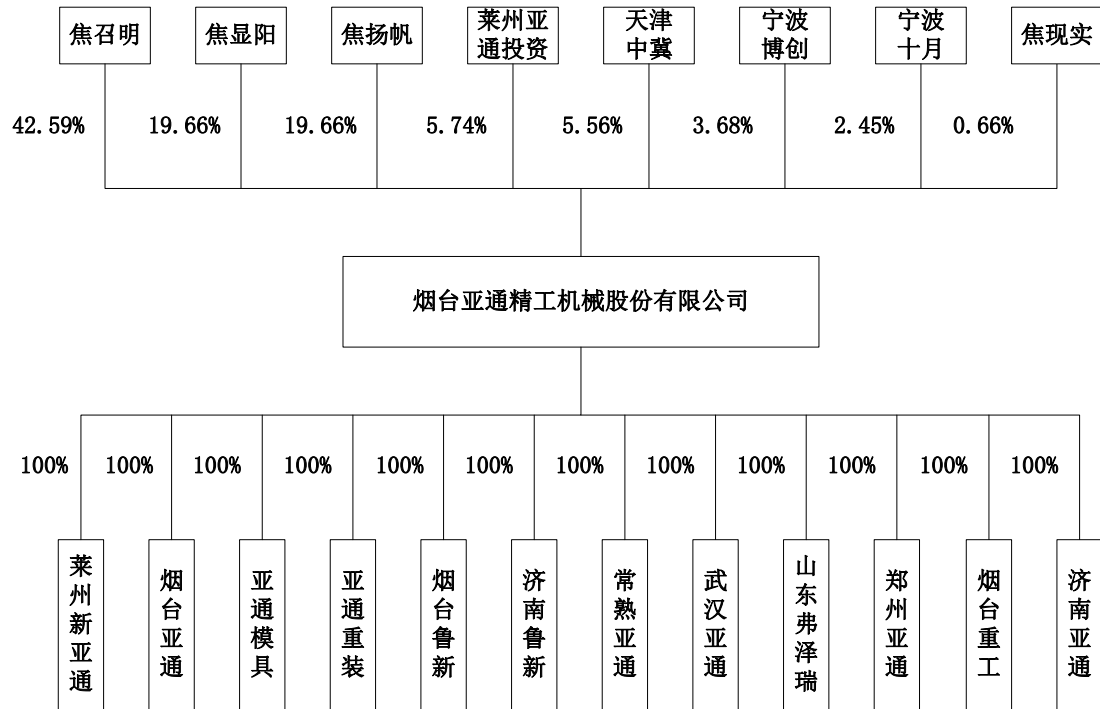 焦召明
焦显阳
焦扬帆
莱州亚
通投资
天津
中冀
宁波
博创
宁波
十月
焦现实
42.59%
19.66%
19.66%
5.74%
5.56%
3.68%
2.45%
0.66%
烟台亚通精工机械股份有限公司
100%
100%
100%
100%
100%
100%
100%
100%
100%
100%
100%
100%
莱州新亚通
烟台亚通
亚通模具
亚通重装
烟台鲁新
济南鲁新
常熟亚通
武汉亚通
山东弗泽瑞
郑州亚通
烟台重工
济南亚通